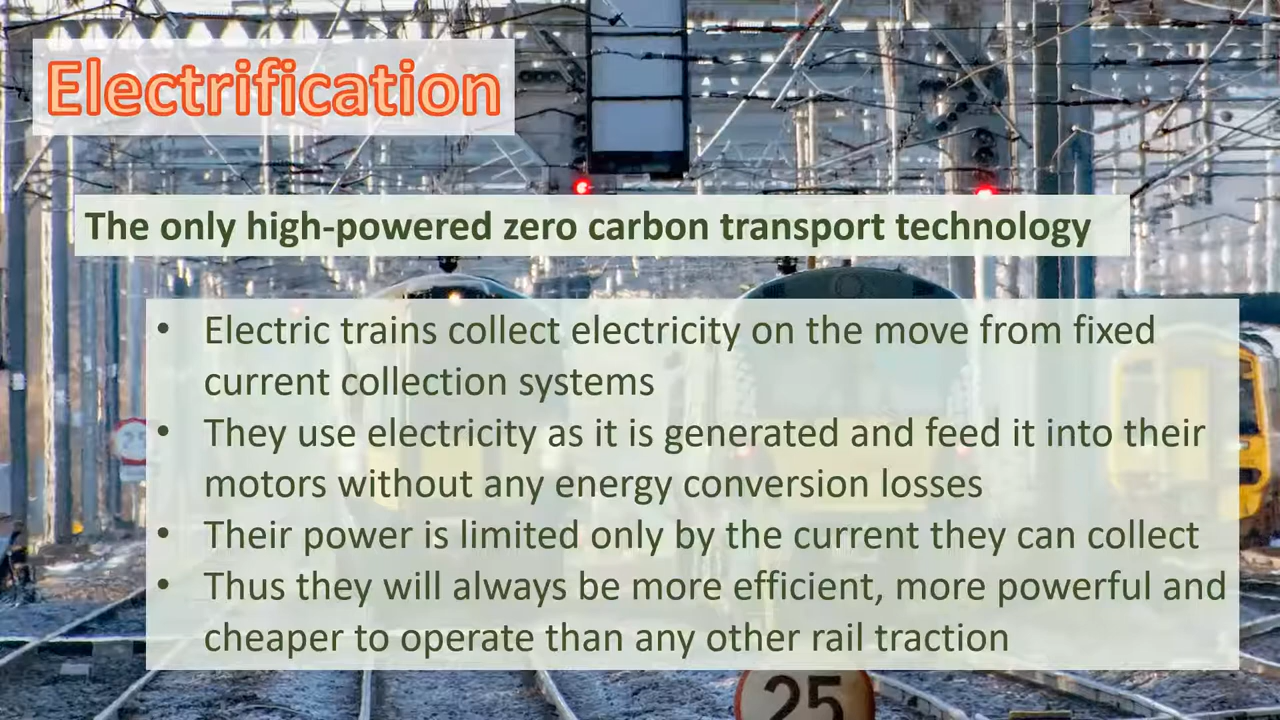 Electrification
The only high-powered zero carbon transport technology
• Electric trains collect electricity on the move from fixed
current collection systems
• They use electricity as it is generated and feed it into their
motors without any energy conversion losses
• Their power is limited only by the current they can collect
• Thus they will always be more efficient, more powerful and
cheaper to operate than any other rail traction
25